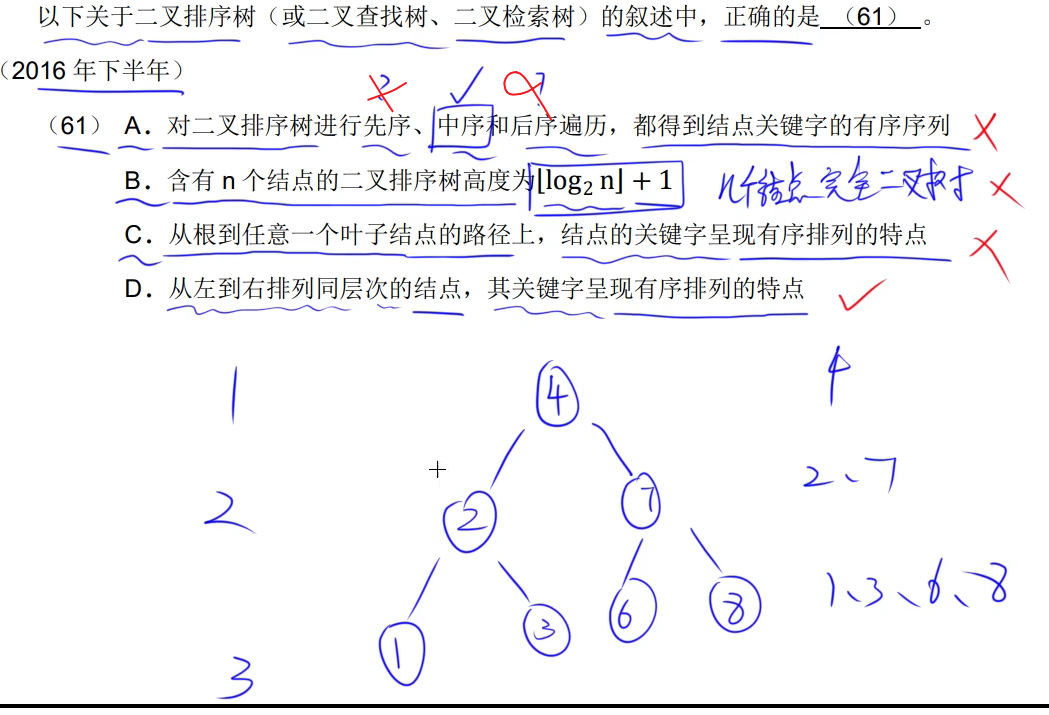 以下关于二叉排序树（或二叉查找树、二叉检索树）的叙述中，正确的是 （61） 。
（2016 年下半年）
（61） A．对二叉排序树进行先序、中序和后序遍历，都得到结点关键字的有序序列
B．含有 n 个结点的二叉排序树高度为⌊log₂ n⌋ + 1 n个结点 完全二叉树
C．从根到任意一个叶子结点的路径上，结点的关键字呈现有序排列的特点
D．从左到右排列同层次的结点，其关键字呈现有序排列的特点
1 4 4
2 2 7 2、7
1 3 6 8 1、3、6、8
3